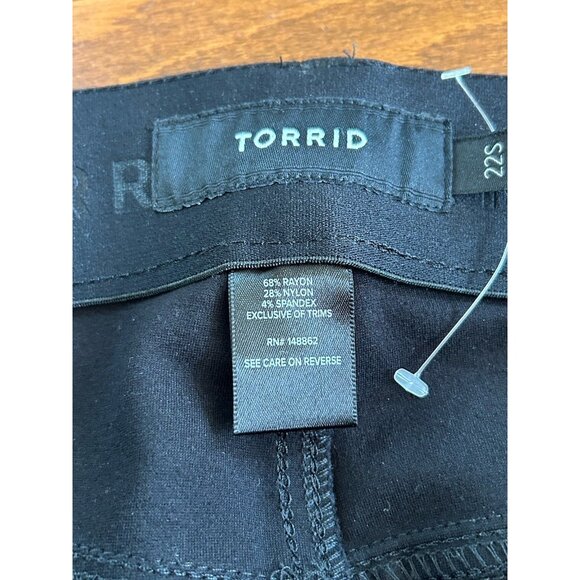 TORRID
22S
R
68% RAYON
28% NYLON
4% SPANDEX
EXCLUSIVE OF TRIMS
RN# 148862
SEE CARE ON REVERSE